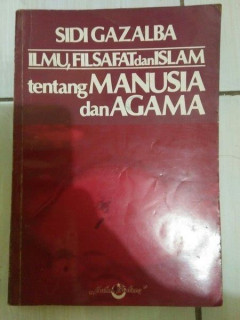 SIDI GAZALBA
ILMU, FILSAFAT dan ISLAM
tentang MANUSIA
dan AGAMA